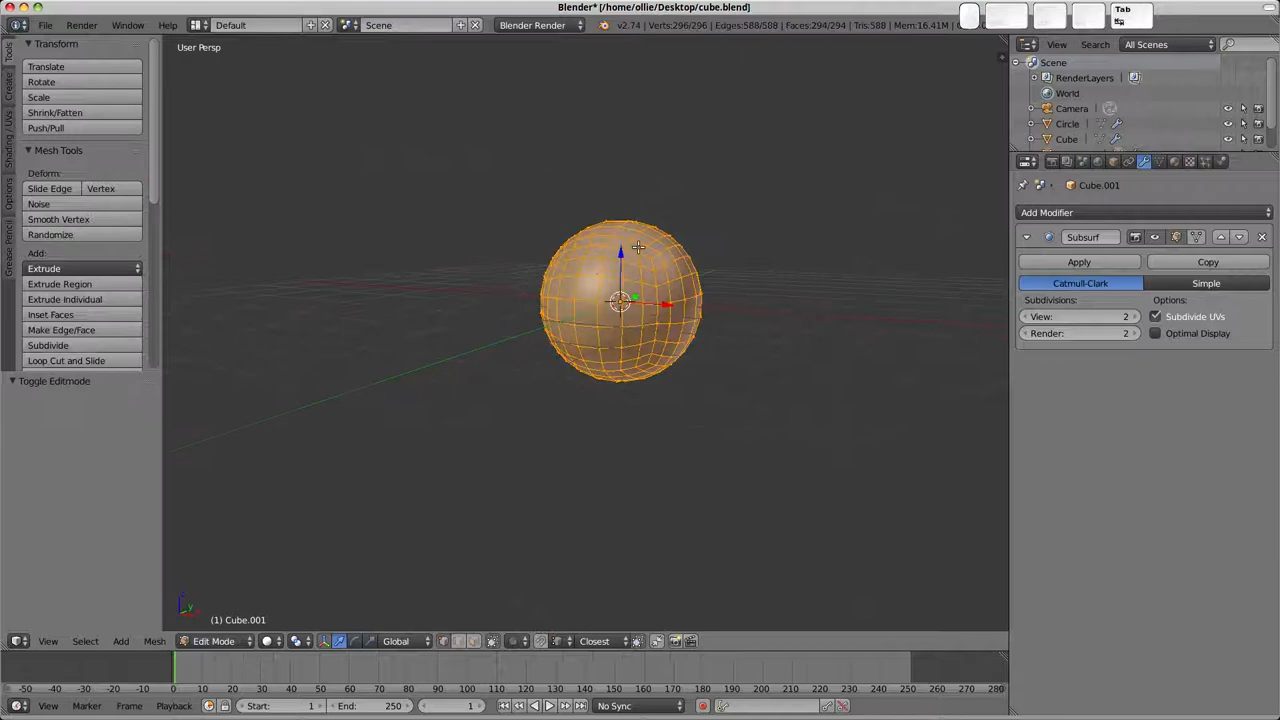 Blender* [/home/ollie/Desktop/cube.blend]
File Render Window Help Default Scene Blender Render v2.74 | Verts:296/296 | Edges:588/588 | Faces:294/294 | Tris:588 | Mem:16.41M
Tab
Tools
Create
Shading / UVs
Options
Grease Pencil
Transform
Translate
Rotate
Scale
Shrink/Fatten
Push/Pull
Mesh Tools
Deform:
Slide Edge Vertex
Noise
Smooth Vertex
Randomize
Add:
Extrude
Extrude Region
Extrude Individual
Inset Faces
Make Edge/Face
Subdivide
Loop Cut and Slide
Toggle Editmode
User Persp
(1) Cube.001
View Select Add Mesh Edit Mode Global Closest
-50 -40 -30 -20 -10 0 10 20 30 40 50 60 70 80 90 100 110 120 130 140 150 160 170 180 190 200 210 220 230 240 250 260 270 280
View Marker Frame Playback Start: 1 End: 250 1 No Sync
View Search All Scenes
Scene
RenderLayers
World
Camera
Circle
Cube
Cube.001
Add Modifier
Subsurf
Apply Copy
Catmull-Clark Simple
Subdivisions: Options:
View: 2 Subdivide UVs
Render: 2 Optimal Display